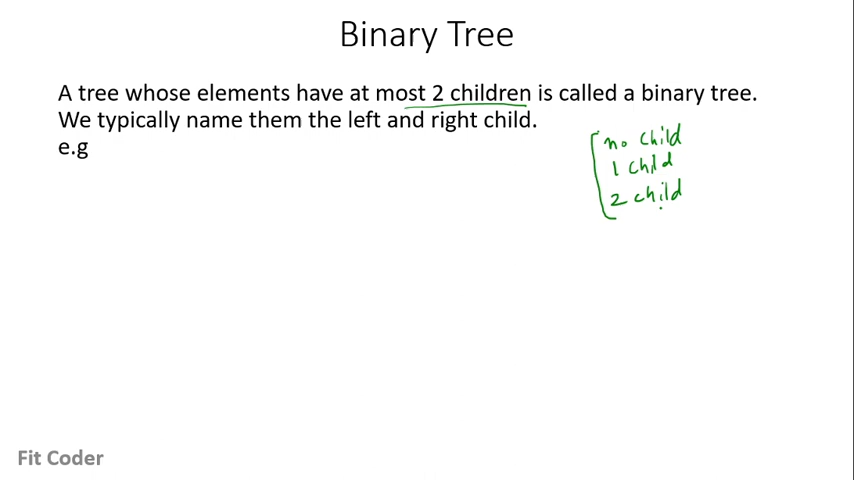 Binary Tree
A tree whose elements have at most 2 children is called a binary tree.
We typically name them the left and right child.
e.g
no child
1 child
2 child
Fit Coder